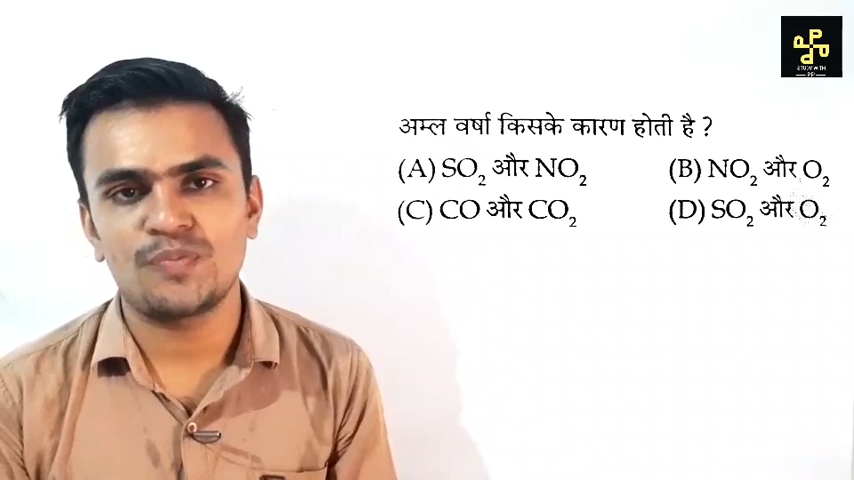 अम्ल वर्षा किसके कारण होती है ?
(A) SO₂ और NO₂ (B) NO₂ और O₂
(C) CO और CO₂ (D) SO₂ और O₂